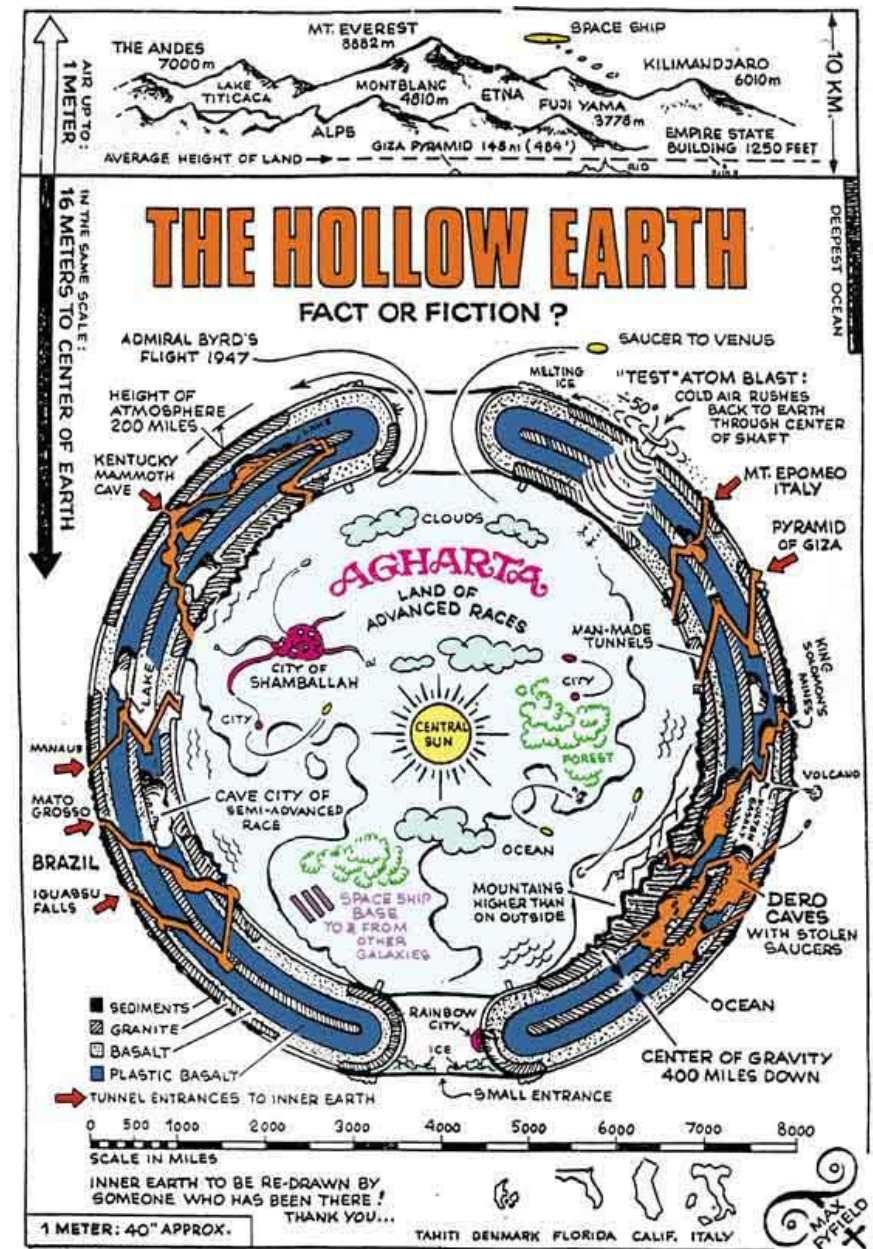 MT. EVEREST
8882m
SPACE SHIP
THE ANDES
7000m
KILIMANDJARO
6010m
LAKE
TITICACA
MONTBLANC
4810m
ETNA
FUJI YAMA
3778m
ALPS
GIZA PYRAMID 148m (484')
EMPIRE STATE
BUILDING 1250 FEET
AVERAGE HEIGHT OF LAND
RIO
10 KM.
AIR UP TO:
1 METER
IN THE SAME SCALE:
16 METERS TO CENTER OF EARTH
DEEPEST OCEAN
THE HOLLOW EARTH
FACT OR FICTION?
ADMIRAL BYRD'S
FLIGHT 1947
SAUCER TO VENUS
MELTING
ICE
"TEST" ATOM BLAST:
COLD AIR RUSHES
BACK TO EARTH
THROUGH CENTER
OF SHAFT
-50°
HEIGHT OF
ATMOSPHERE
200 MILES
LAKE
KENTUCKY
MAMMOTH
CAVE
MT. EPOMEO
ITALY
PYRAMID
OF GIZA
CLOUDS
AGHARTA
LAND OF
ADVANCED RACES
MAN-MADE
TUNNELS
CITY OF
SHAMBALLAH
KING
SOLOMON'S
MINES
LAKE
CITY
CITY
CENTRAL
SUN
FOREST
MANAUS
MATO
GROSSO
BRAZIL
IGUASSU
FALLS
CAVE CITY OF
SEMI-ADVANCED
RACE
VOLCANO
OCEAN
SPACE SHIP
BASE
TO & FROM
OTHER
GALAXIES
MOUNTAINS
HIGHER THAN
ON OUTSIDE
DERO
CAVES
WITH STOLEN
SAUCERS
OCEAN
RAINBOW
CITY
ICE
CENTER OF GRAVITY
400 MILES DOWN
SMALL ENTRANCE
SEDIMENTS
GRANITE
BASALT
PLASTIC BASALT
TUNNEL ENTRANCES TO INNER EARTH
0 500 1000 2000 3000 4000 5000 6000 7000 8000
SCALE IN MILES
INNER EARTH TO BE RE-DRAWN BY
SOMEONE WHO HAS BEEN THERE!
THANK YOU...
1 METER: 40" APPROX.
TAHITI DENMARK FLORIDA CALIF. ITALY
MAX
FYFIELD
X